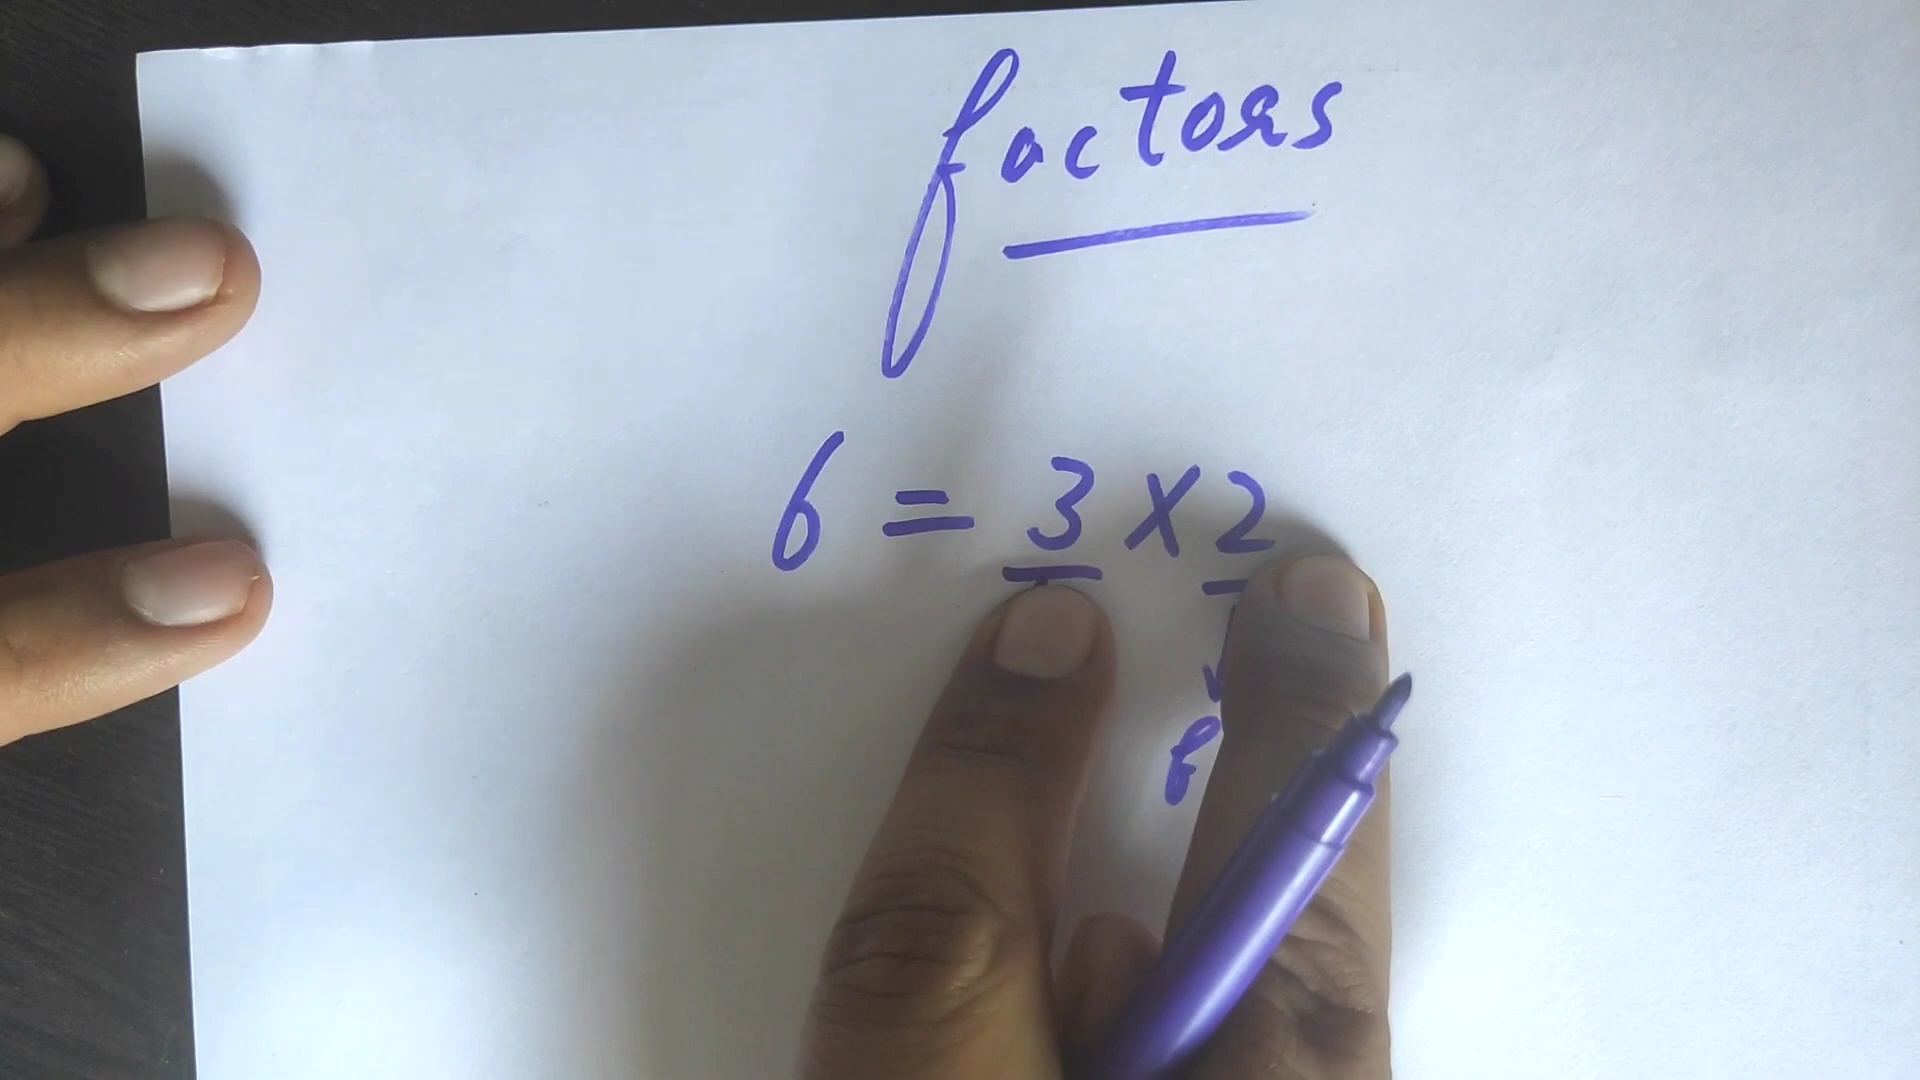 factors
6 = 3 × 2
f